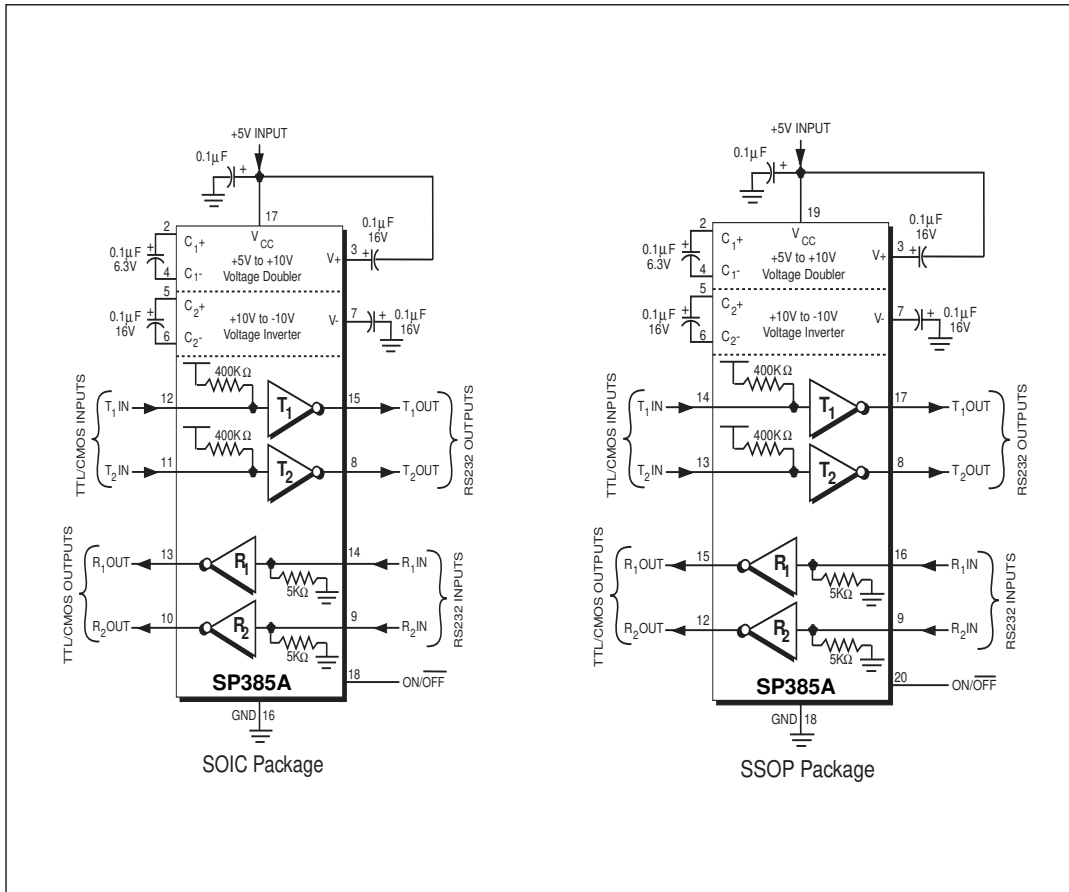 +5V INPUT
0.1μF
+
17
VCC
2
C1+
+5V to +10V
Voltage Doubler
0.1μF
6.3V
+
4
C1-
V+
3
0.1μF
16V
+
5
C2+
+10V to -10V
Voltage Inverter
0.1μF
16V
+
6
C2-
V-
7
+
0.1μF
16V
TTL/CMOS INPUTS
400KΩ
T1IN
12
T1
15
T1OUT
400KΩ
T2IN
11
T2
8
T2OUT
RS232 OUTPUTS
TTL/CMOS OUTPUTS
R1OUT
13
R1
14
R1IN
5KΩ
R2OUT
10
R2
9
R2IN
5KΩ
RS232 INPUTS
SP385A
18
ON/OFF
GND
16
SOIC Package
+5V INPUT
0.1μF
+
19
VCC
2
C1+
+5V to +10V
Voltage Doubler
0.1μF
6.3V
+
4
C1-
V+
3
0.1μF
16V
+
5
C2+
+10V to -10V
Voltage Inverter
0.1μF
16V
+
6
C2-
V-
7
+
0.1μF
16V
TTL/CMOS INPUTS
400KΩ
T1IN
14
T1
17
T1OUT
400KΩ
T2IN
13
T2
8
T2OUT
RS232 OUTPUTS
TTL/CMOS OUTPUTS
R1OUT
15
R1
16
R1IN
5KΩ
R2OUT
12
R2
9
R2IN
5KΩ
RS232 INPUTS
SP385A
20
ON/OFF
GND
18
SSOP Package